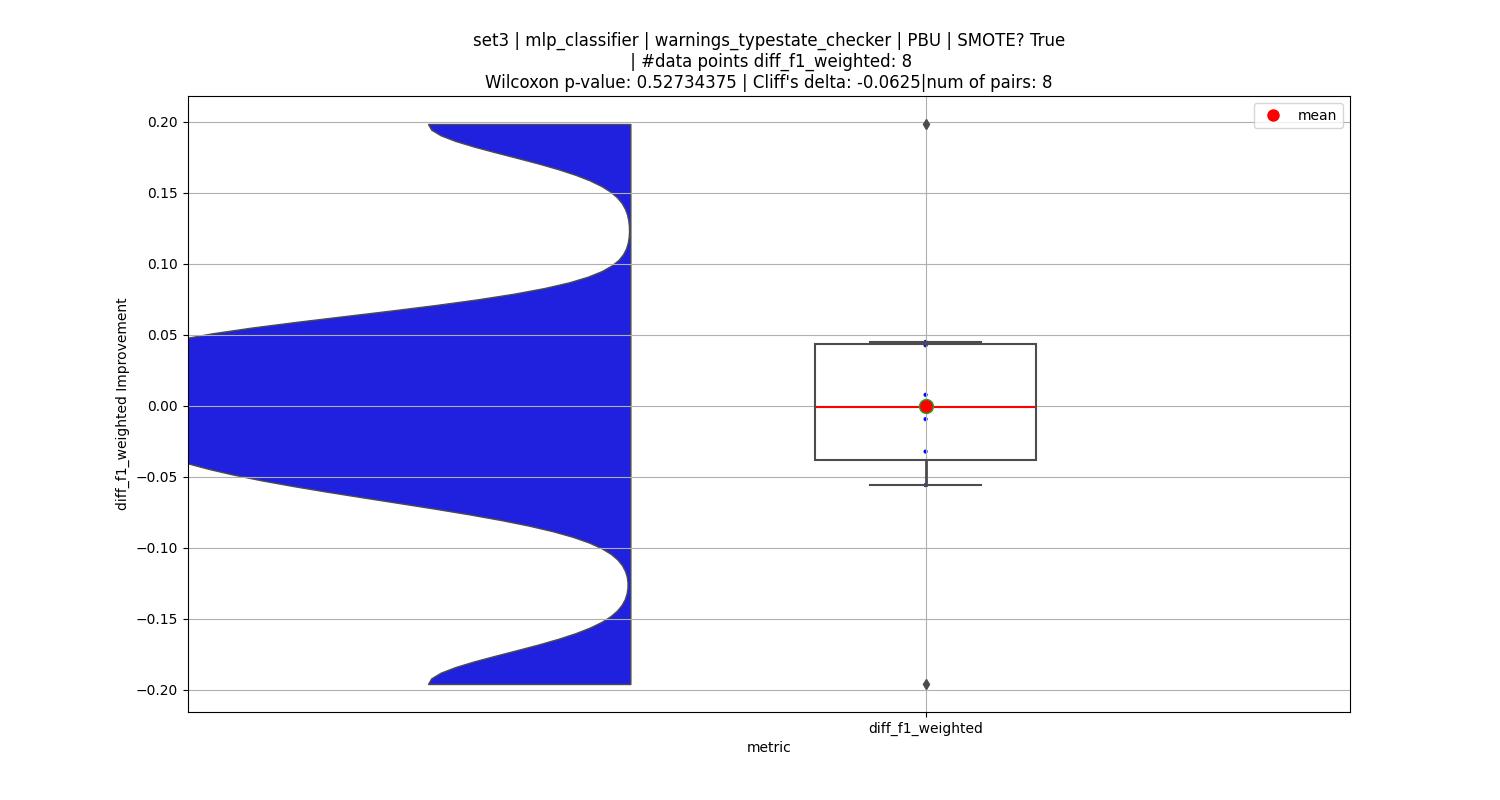 set3 | mlp_classifier | warnings_typestate_checker | PBU | SMOTE? True
| #data points diff_f1_weighted: 8
Wilcoxon p-value: 0.52734375 | Cliff's delta: -0.0625|num of pairs: 8
mean
0.20
0.15
0.10
0.05
0.00
−0.05
−0.10
−0.15
−0.20
diff_f1_weighted Improvement
diff_f1_weighted
metric